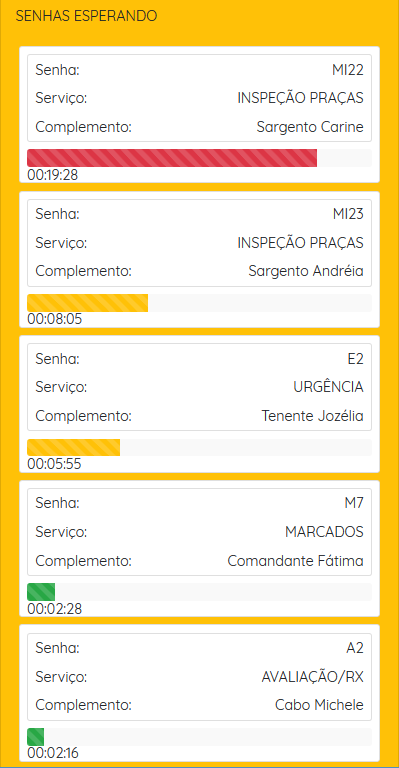 SENHAS ESPERANDO
Senha: MI22
Serviço: INSPEÇÃO PRAÇAS
Complemento: Sargento Carine
00:19:28
Senha: MI23
Serviço: INSPEÇÃO PRAÇAS
Complemento: Sargento Andréia
00:08:05
Senha: E2
Serviço: URGÊNCIA
Complemento: Tenente Jozélia
00:05:55
Senha: M7
Serviço: MARCADOS
Complemento: Comandante Fátima
00:02:28
Senha: A2
Serviço: AVALIAÇÃO/RX
Complemento: Cabo Michele
00:02:16